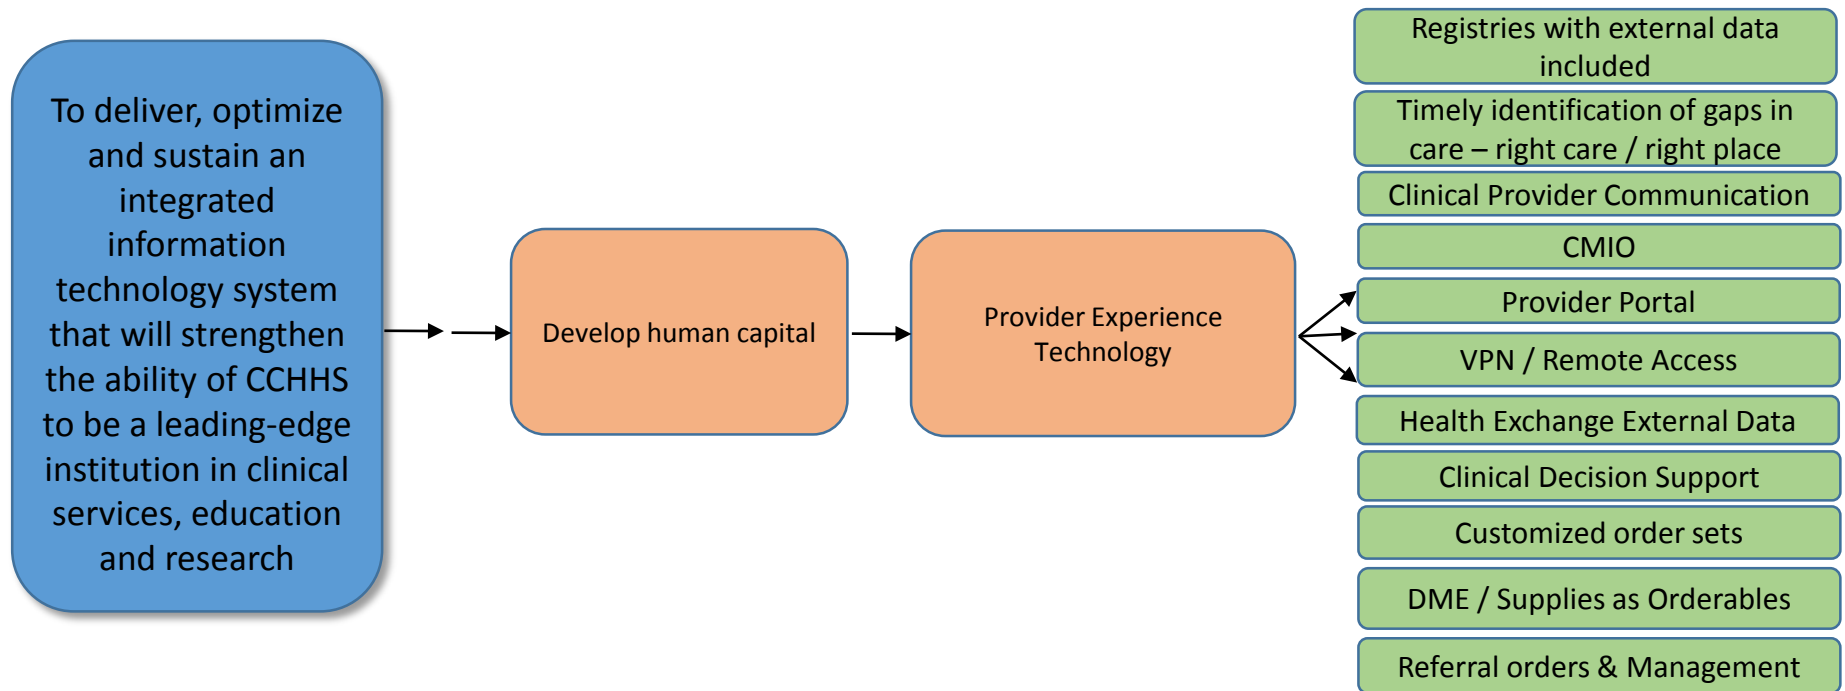 To deliver, optimize
and sustain an
integrated
information
technology system
that will strengthen
the ability of CCHHS
to be a leading-edge
institution in clinical
services, education
and research
Develop human capital
Provider Experience
Technology
Registries with external data
included
Timely identification of gaps in
care – right care / right place
Clinical Provider Communication
CMIO
Provider Portal
VPN / Remote Access
Health Exchange External Data
Clinical Decision Support
Customized order sets
DME / Supplies as Orderables
Referral orders & Management